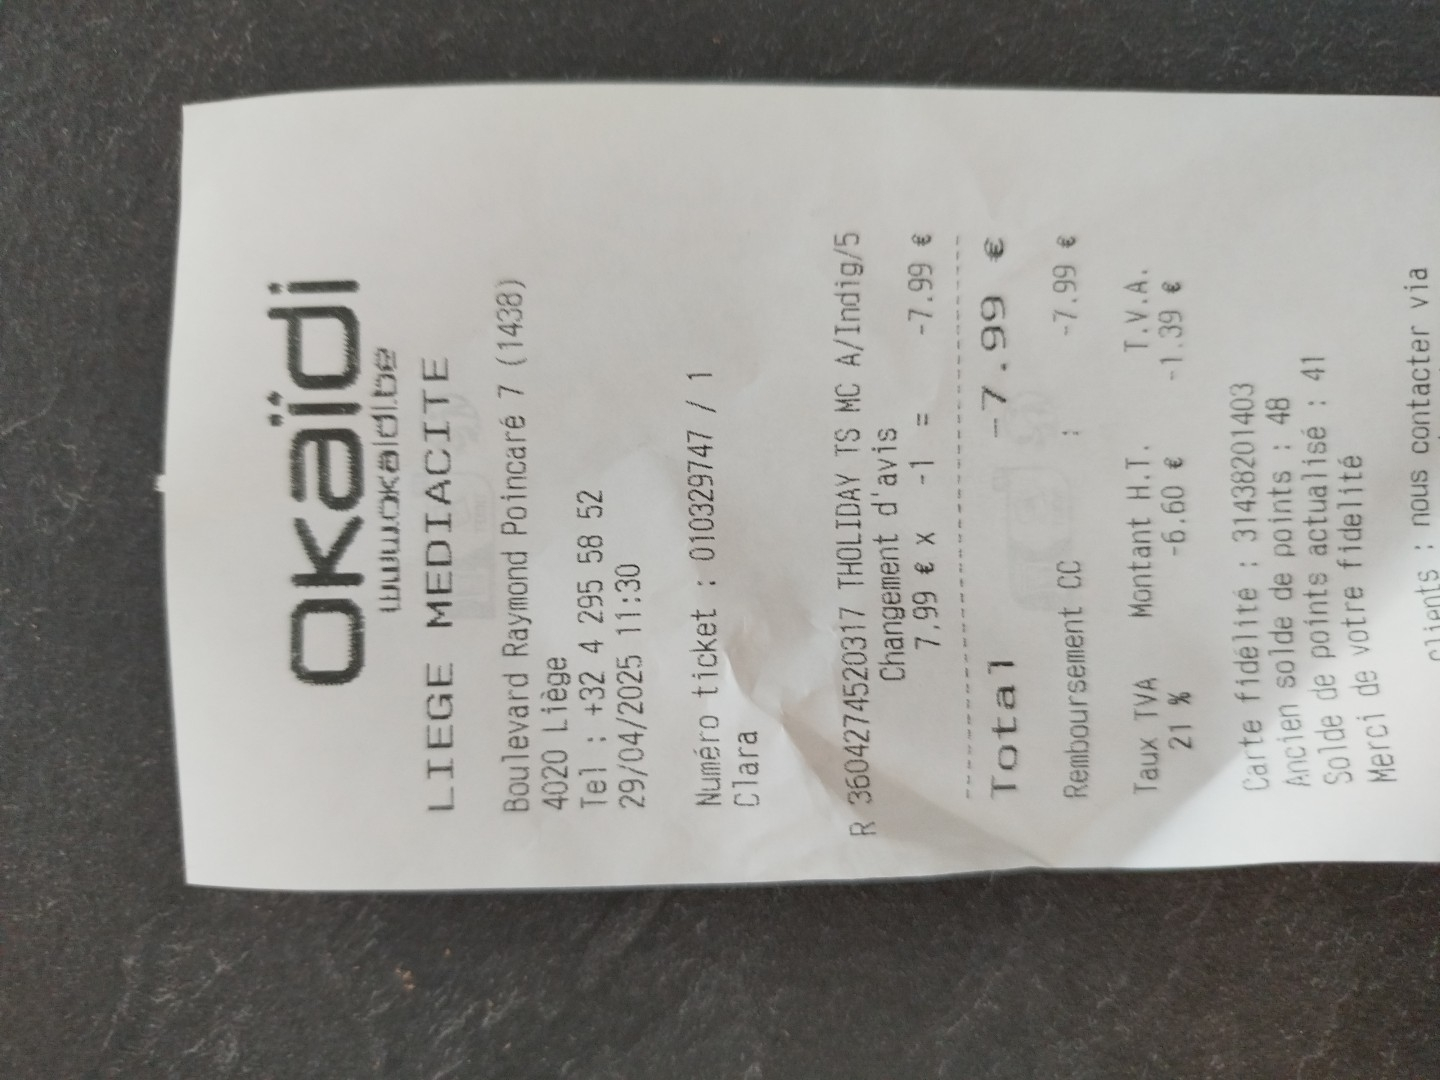 okaïdi
www.okaidi.be
LIEGE MEDIACITE
Boulevard Raymond Poincaré 7 (1438)
4020 Liège
Tel : +32 4 295 58 52
29/04/2025 11:30
Numéro ticket : 010329747 / 1
Clara
R 3604274520317 THOLIDAY TS MC A/Indig/5
Changement d'avis
7,99 € x -1 = -7.99 €
Total -7.99 €
Remboursement CC : -7.99 €
Taux TVA Montant H.T. T.V.A.
21 % -6.60 € -1.39 €
Carte fidélité : 31438201403
Ancien solde de points : 48
Solde de points actualisé : 41
Merci de votre fidelité
clients : nous contacter via